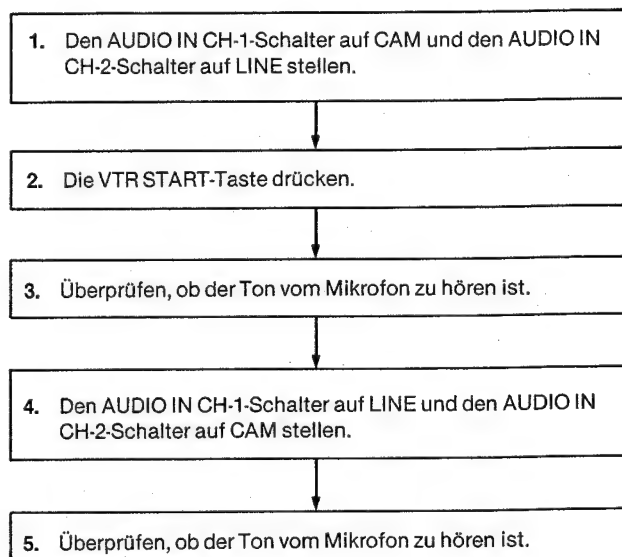 1. Den AUDIO IN CH-1-Schalter auf CAM und den AUDIO IN
CH-2-Schalter auf LINE stellen.
2. Die VTR START-Taste drücken.
3. Überprüfen, ob der Ton vom Mikrofon zu hören ist.
4. Den AUDIO IN CH-1-Schalter auf LINE und den AUDIO IN
CH-2-Schalter auf CAM stellen.
5. Überprüfen, ob der Ton vom Mikrofon zu hören ist.